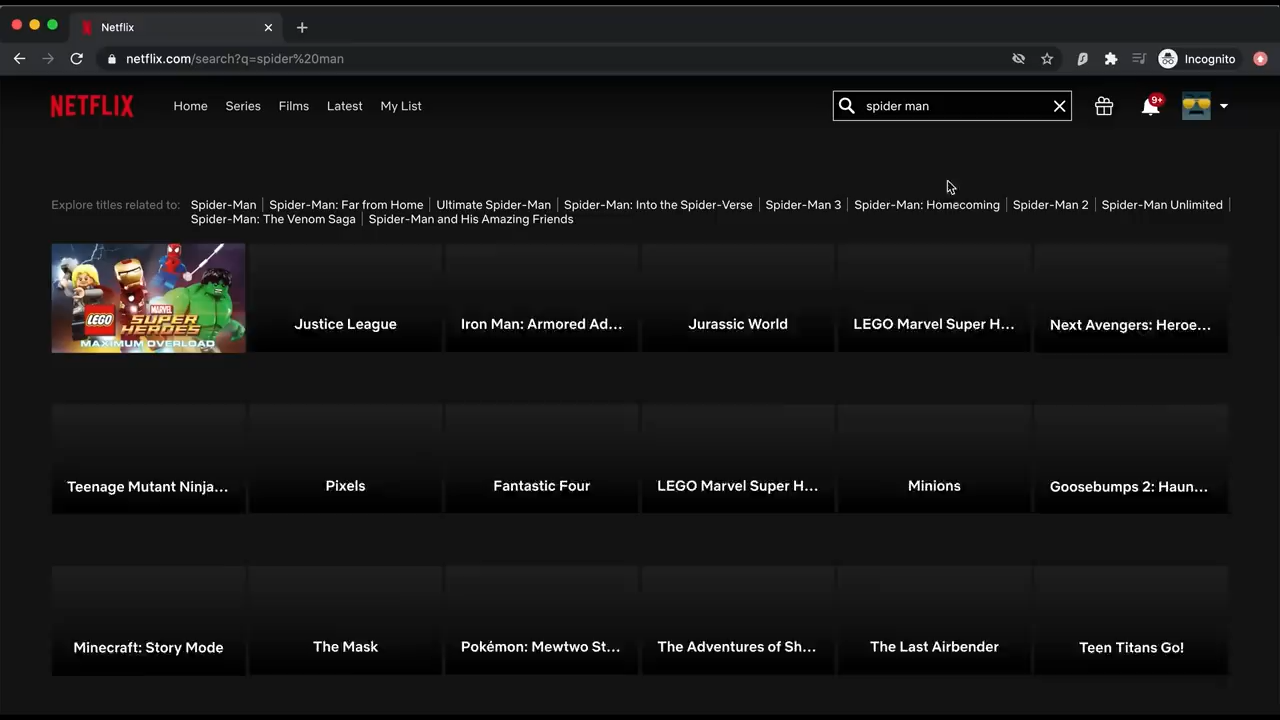 Netflix
netflix.com/search?q=spider%20man
Incognito
NETFLIX
Home
Series
Films
Latest
My List
spider man
9+
Explore titles related to:
Spider-Man | Spider-Man: Far from Home | Ultimate Spider-Man | Spider-Man: Into the Spider-Verse | Spider-Man 3 | Spider-Man: Homecoming | Spider-Man 2 | Spider-Man Unlimited |
Spider-Man: The Venom Saga | Spider-Man and His Amazing Friends
LEGO
MARVEL
SUPER
HEROES
MAXIMUM OVERLOAD
Justice League
Iron Man: Armored Ad...
Jurassic World
LEGO Marvel Super H...
Next Avengers: Heroe...
Teenage Mutant Ninja...
Pixels
Fantastic Four
LEGO Marvel Super H...
Minions
Goosebumps 2: Haun...
Minecraft: Story Mode
The Mask
Pokémon: Mewtwo St...
The Adventures of Sh...
The Last Airbender
Teen Titans Go!